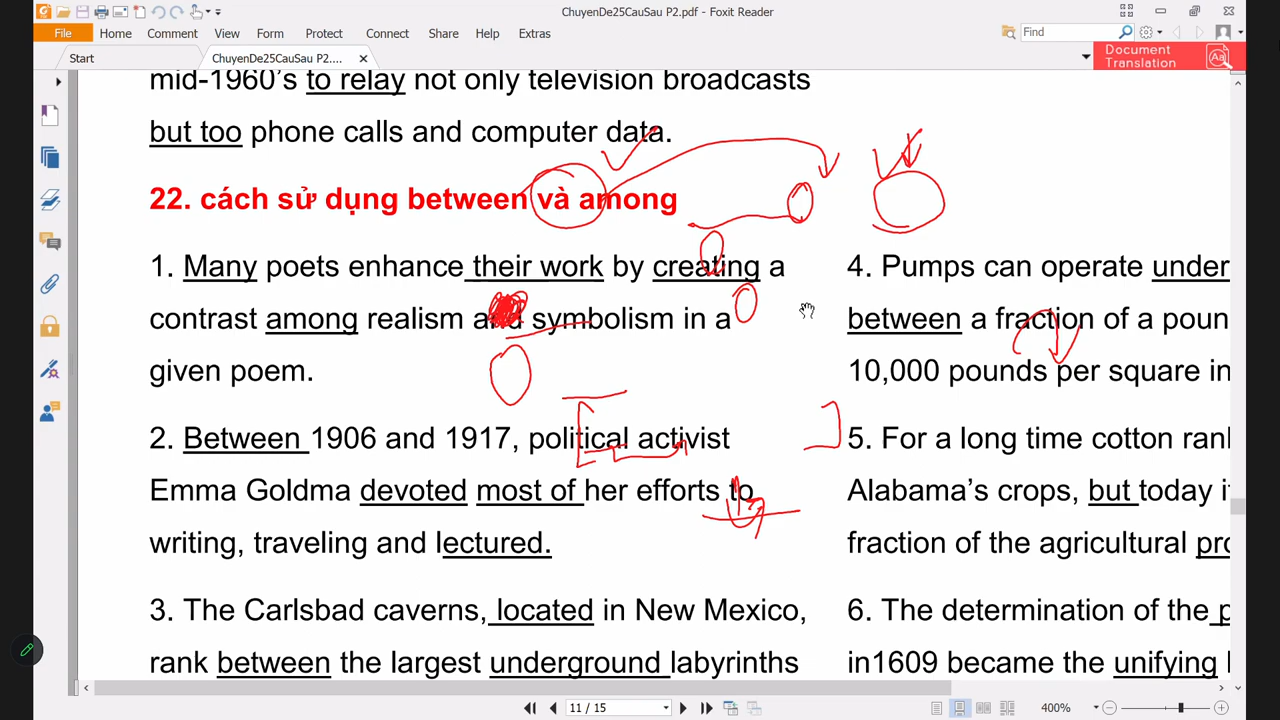 ChuyenDe25CauSau P2.pdf - Foxit Reader
File Home Comment View Form Protect Connect Share Help Extras
Find
Start
ChuyenDe25CauSau P2....
Document
Translation
mid-1960's to relay not only television broadcasts
but too phone calls and computer data.
22. cách sử dụng between và among
1. Many poets enhance their work by creating a
contrast among realism and symbolism in a
given poem.
2. Between 1906 and 1917, political activist
Emma Goldma devoted most of her efforts to
writing, traveling and lectured.
3. The Carlsbad caverns, located in New Mexico,
rank between the largest underground labyrinths
4. Pumps can operate under
between a fraction of a poun
10,000 pounds per square in
5. For a long time cotton ran
Alabama's crops, but today i
fraction of the agricultural pro
6. The determination of the p
in1609 became the unifying
11 / 15
400%